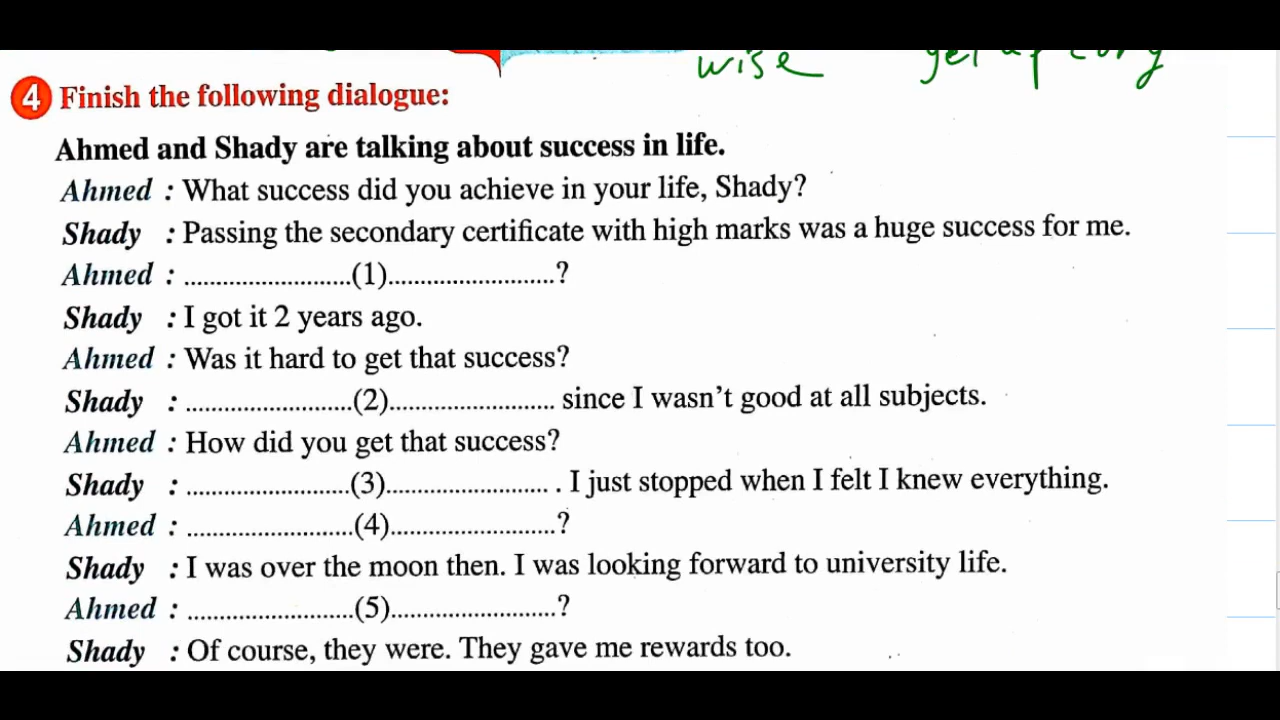 wise get up early
4 Finish the following dialogue:
Ahmed and Shady are talking about success in life.
Ahmed : What success did you achieve in your life, Shady?
Shady : Passing the secondary certificate with high marks was a huge success for me.
Ahmed : .........................(1).........................?
Shady : I got it 2 years ago.
Ahmed : Was it hard to get that success?
Shady : .........................(2)......................... since I wasn't good at all subjects.
Ahmed : How did you get that success?
Shady : .........................(3)......................... . I just stopped when I felt I knew everything.
Ahmed : .........................(4).........................?
Shady : I was over the moon then. I was looking forward to university life.
Ahmed : .........................(5).........................?
Shady : Of course, they were. They gave me rewards too.